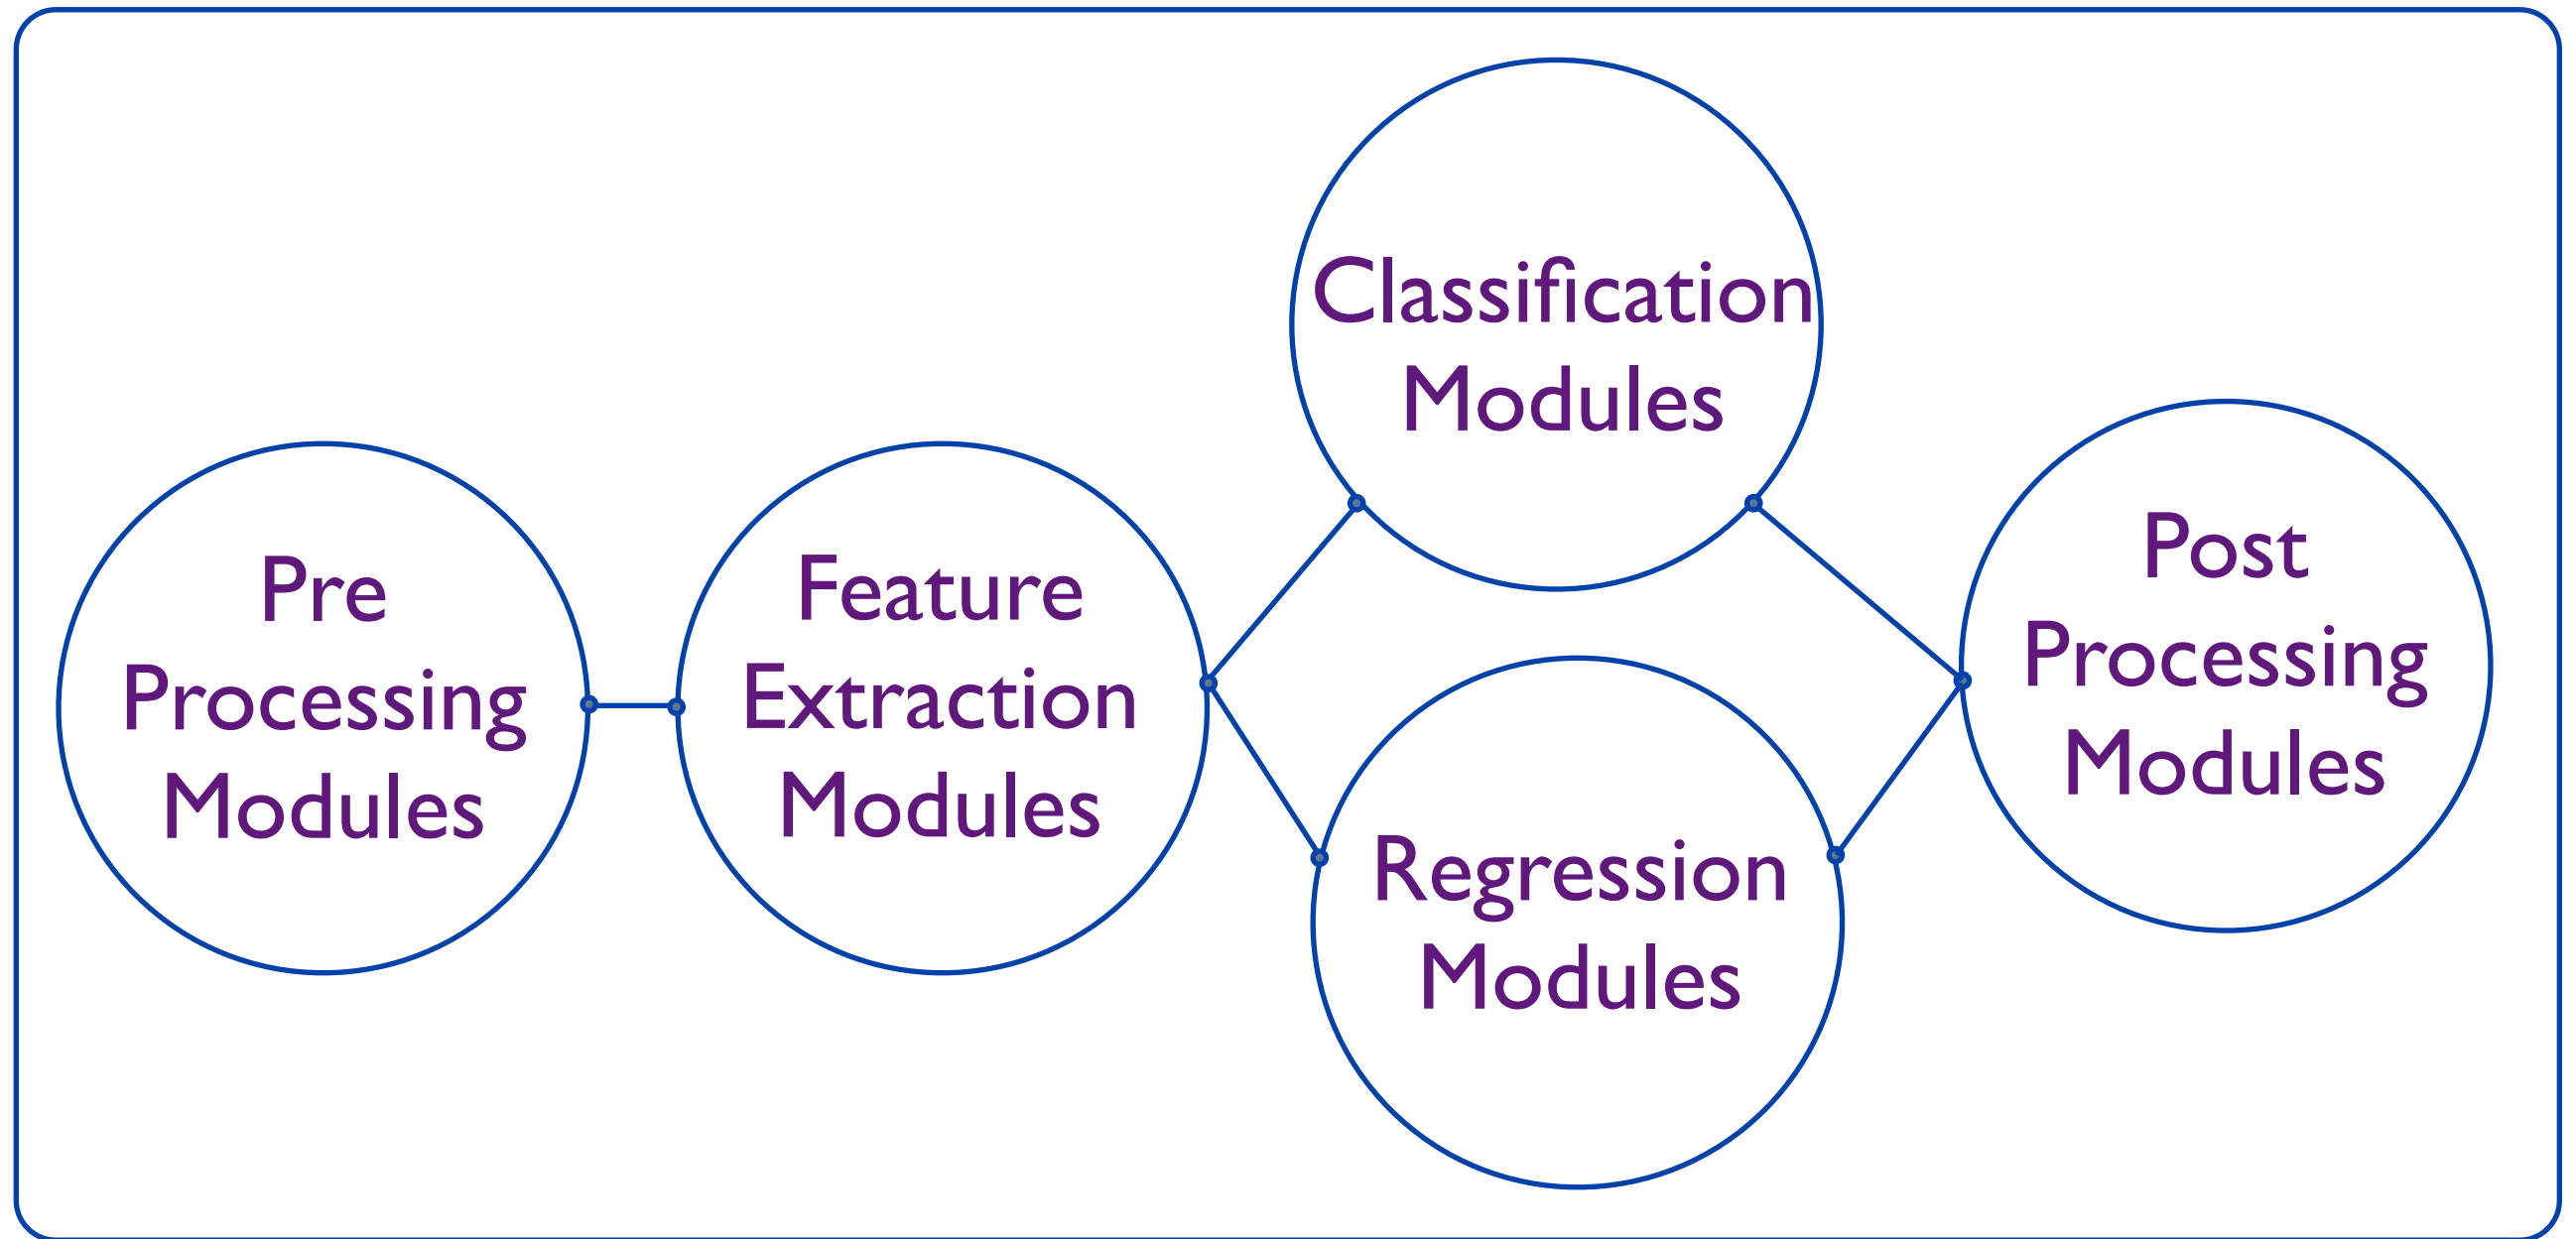 Pre
Processing
Modules
Feature
Extraction
Modules
Classification
Modules
Regression
Modules
Post
Processing
Modules